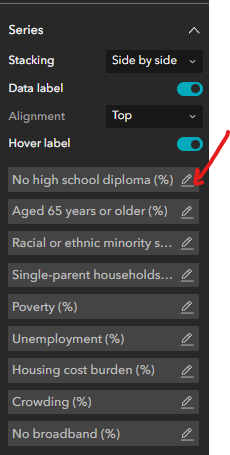 Series
Stacking Side by side
Data label
Alignment Top
Hover label
No high school diploma (%)
Aged 65 years or older (%)
Racial or ethnic minority s...
Single-parent households...
Poverty (%)
Unemployment (%)
Housing cost burden (%)
Crowding (%)
No broadband (%)